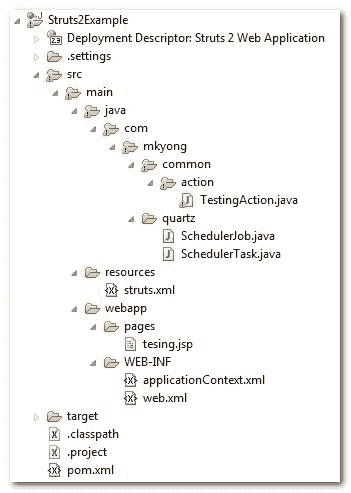 Struts2Example
Deployment Descriptor: Struts 2 Web Application
.settings
src
main
java
com
mkyong
common
action
TestingAction.java
quartz
SchedulerJob.java
SchedulerTask.java
resources
struts.xml
webapp
pages
tesing.jsp
WEB-INF
applicationContext.xml
web.xml
target
.classpath
.project
pom.xml